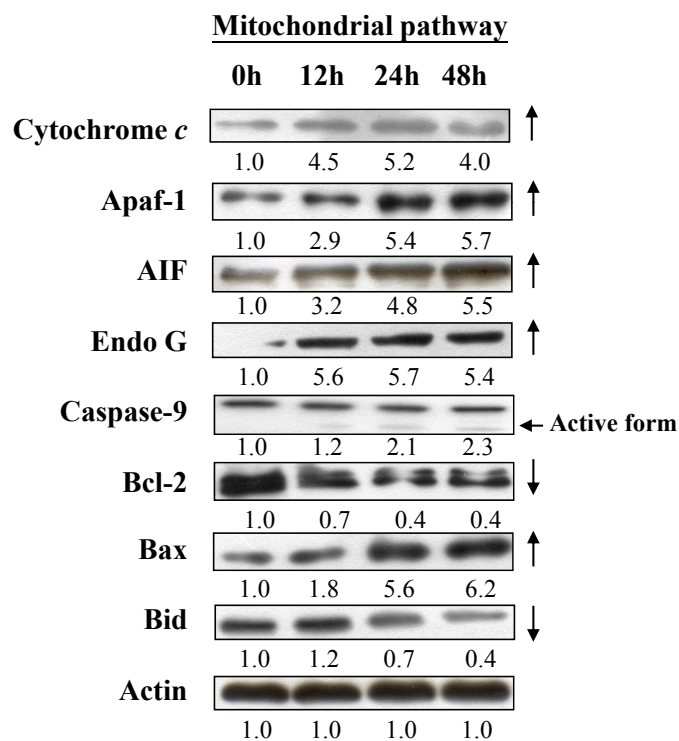 Mitochondrial pathway
0h 12h 24h 48h
Cytochrome c
1.0 4.5 5.2 4.0
Apaf-1
1.0 2.9 5.4 5.7
AIF
1.0 3.2 4.8 5.5
Endo G
1.0 5.6 5.7 5.4
Caspase-9
Active form
1.0 1.2 2.1 2.3
Bcl-2
1.0 0.7 0.4 0.4
Bax
1.0 1.8 5.6 6.2
Bid
1.0 1.2 0.7 0.4
Actin
1.0 1.0 1.0 1.0